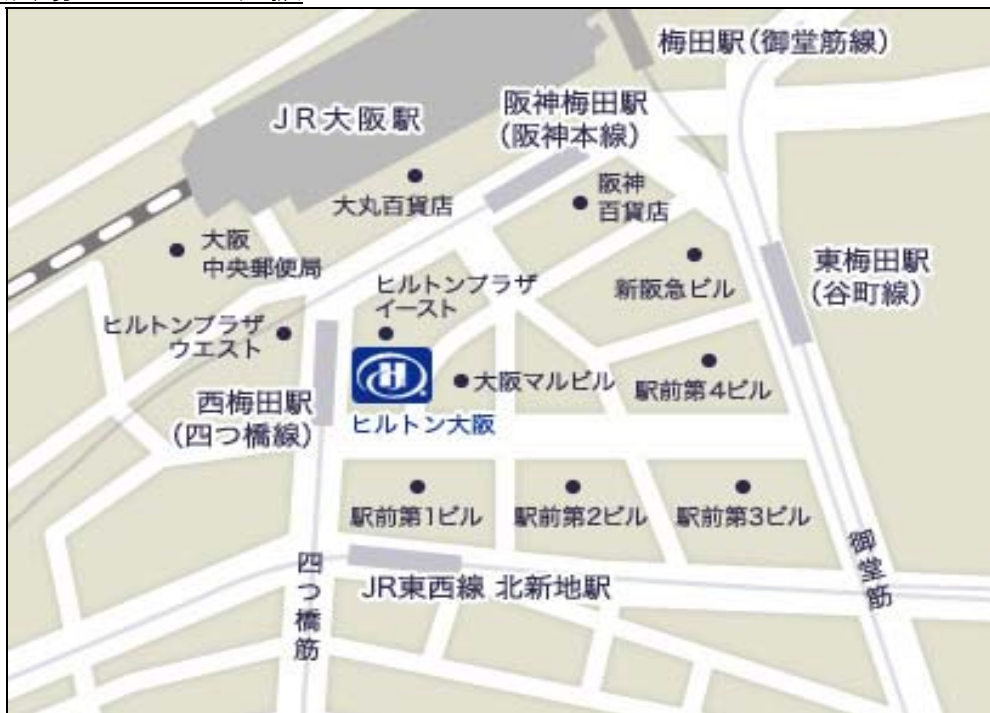 梅田駅(御堂筋線)
阪神梅田駅
(阪神本線)
JR大阪駅
大丸百貨店
阪神
百貨店
大阪
中央郵便局
新阪急ビル
東梅田駅
(谷町線)
ヒルトンプラザ
イースト
ヒルトンプラザ
ウエスト
H
大阪マルビル
駅前第4ビル
西梅田駅
(四つ橋線)
ヒルトン大阪
駅前第1ビル
駅前第2ビル
駅前第3ビル
JR東西線 北新地駅
四つ橋筋
御堂筋